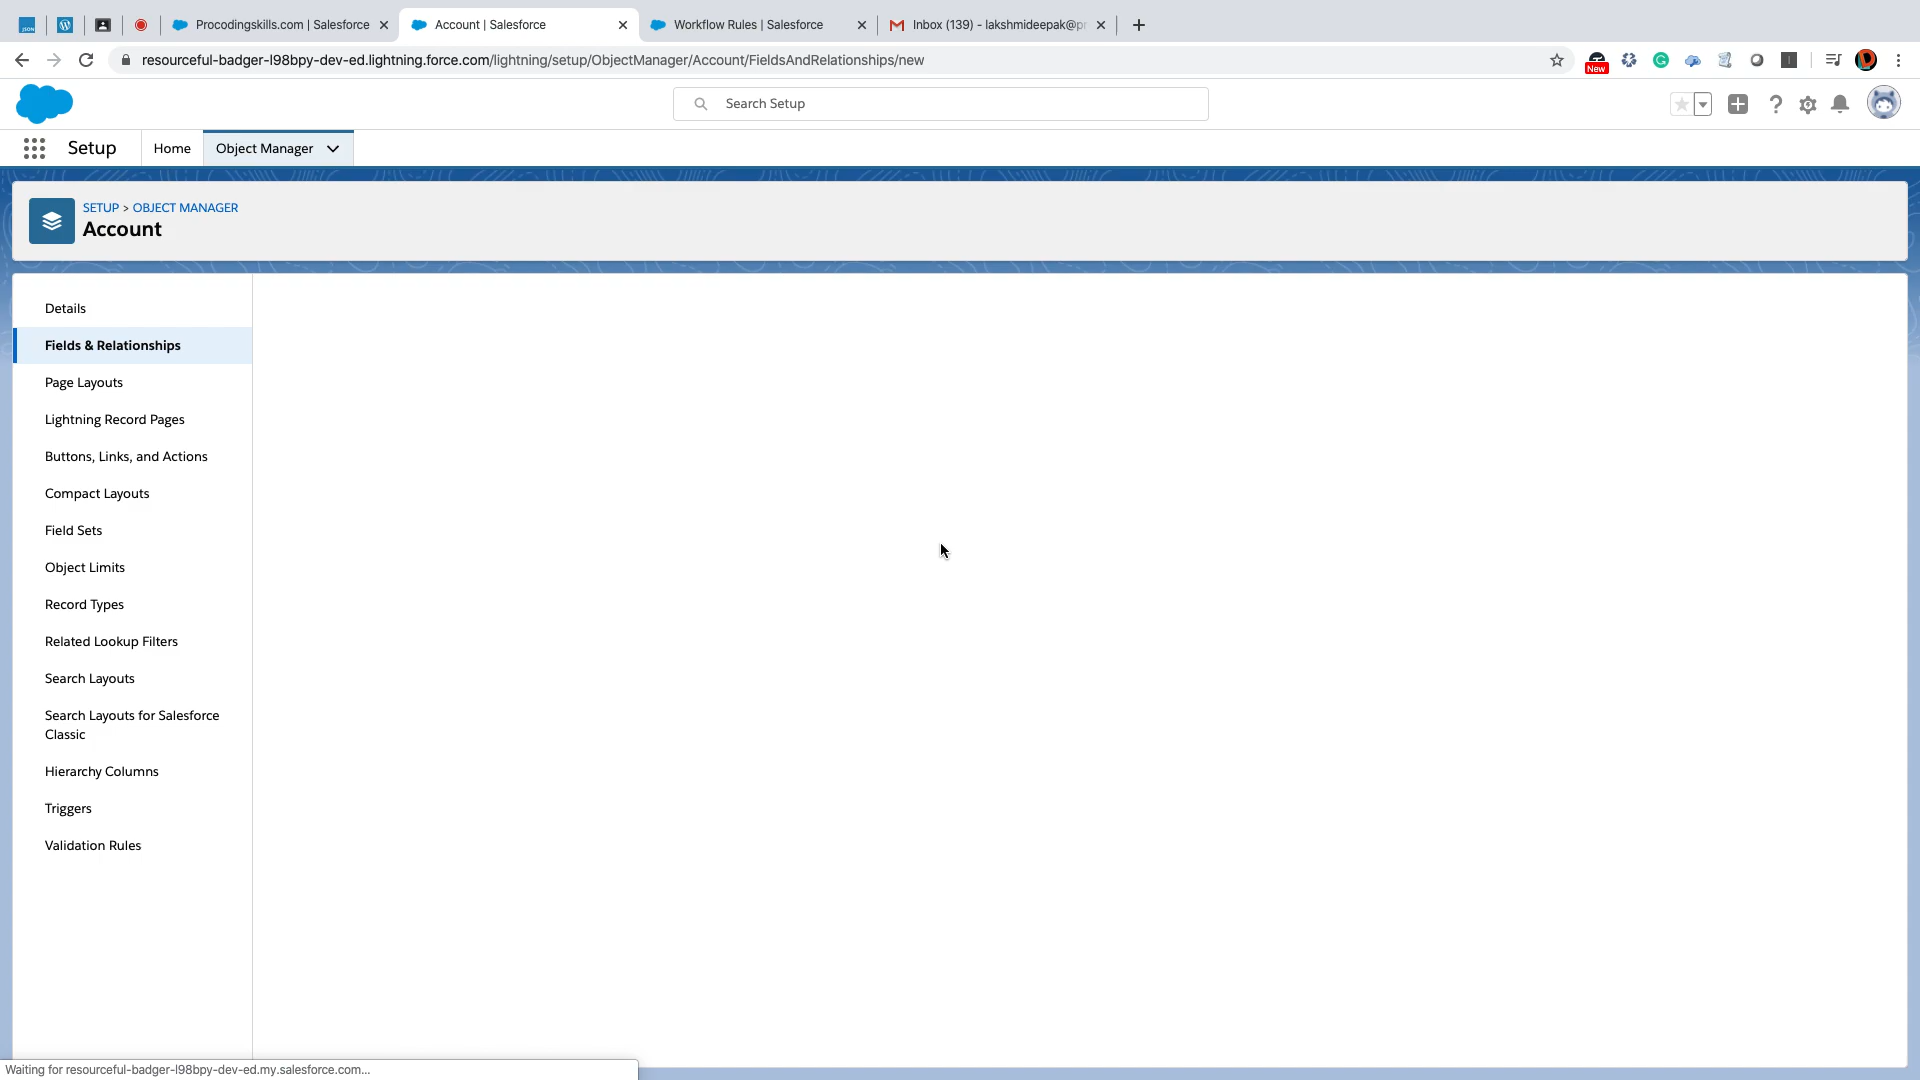 JSON
Procodingskills.com | Salesforce
Account | Salesforce
Workflow Rules | Salesforce
Inbox (139) - lakshmideepak@pr
resourceful-badger-l98bpy-dev-ed.lightning.force.com/lightning/setup/ObjectManager/Account/FieldsAndRelationships/new
New
Search Setup
Setup
Home
Object Manager
SETUP > OBJECT MANAGER
Account
Details
Fields & Relationships
Page Layouts
Lightning Record Pages
Buttons, Links, and Actions
Compact Layouts
Field Sets
Object Limits
Record Types
Related Lookup Filters
Search Layouts
Search Layouts for Salesforce
Classic
Hierarchy Columns
Triggers
Validation Rules
Waiting for resourceful-badger-l98bpy-dev-ed.my.salesforce.com...